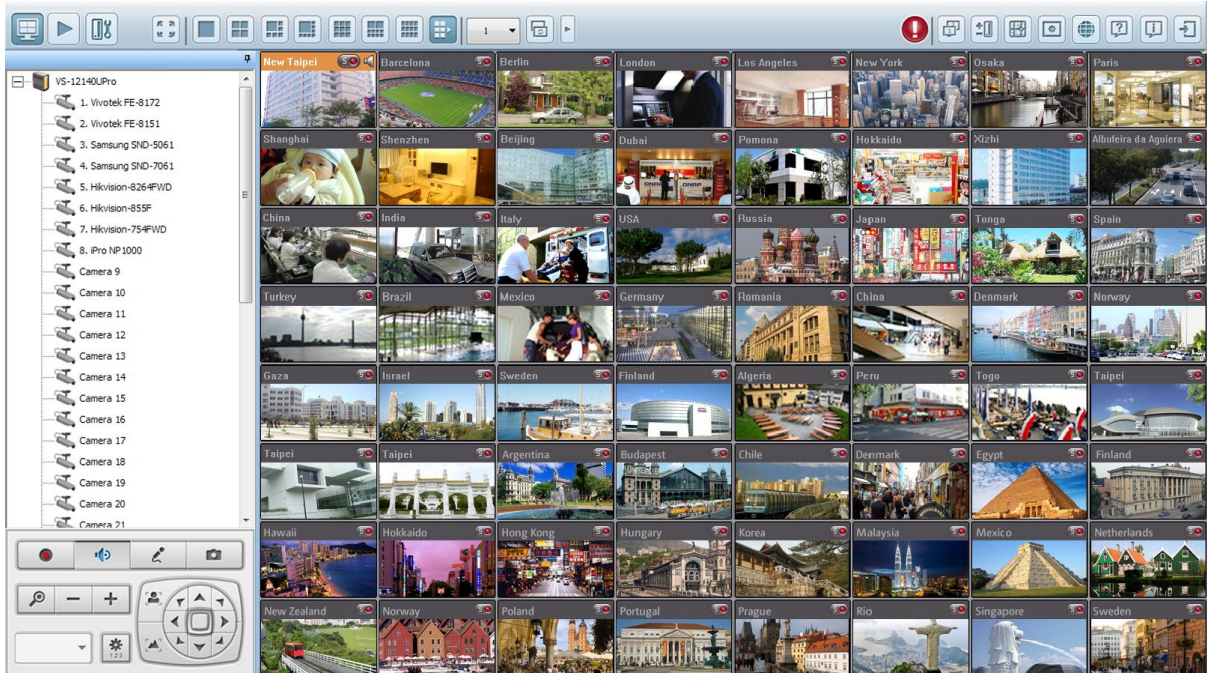 1
VS-12140UPro
1. Vivotek FE-8172
2. Vivotek FE-8151
3. Samsung SND-5061
4. Samsung SND-7061
5. Hikvision-8264FWD
6. Hikvision-855F
7. Hikvision-754FWD
8. iPro NP1000
Camera 9
Camera 10
Camera 11
Camera 12
Camera 13
Camera 14
Camera 15
Camera 16
Camera 17
Camera 18
Camera 19
Camera 20
Camera 21
123
New Taipei Barcelona Berlin London Los Angeles New York Osaka Paris
Shanghai Shenzhen Beijing Dubai Pomona Hokkaido Xizhi Albufeira da Aguiera
China India Italy USA Russia Japan Tonga Spain
Turkey Brazil Mexico Germany Romania China Denmark Norway
Gaza Israel Sweden Finland Algeria Peru Togo Taipei
Taipei Taipei Argentina Budapest Chile Denmark Egypt Finland
Hawaii Hokkaido Hong Kong Hungary Korea Malaysia Mexico Netherlands
New Zealand Norway Poland Portugal Prague Rio Singapore Sweden